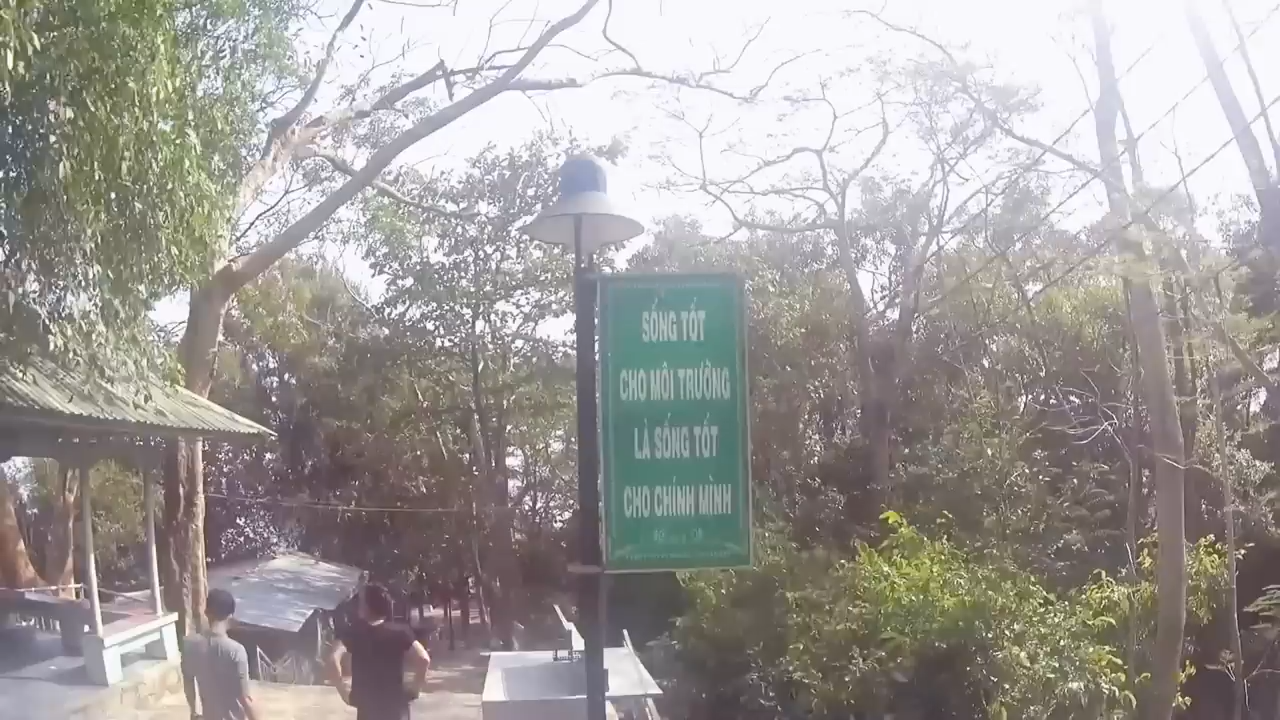 SỐNG TỐT
CHO MÔI TRƯỜNG
LÀ SỐNG TỐT
CHO CHÍNH MÌNH